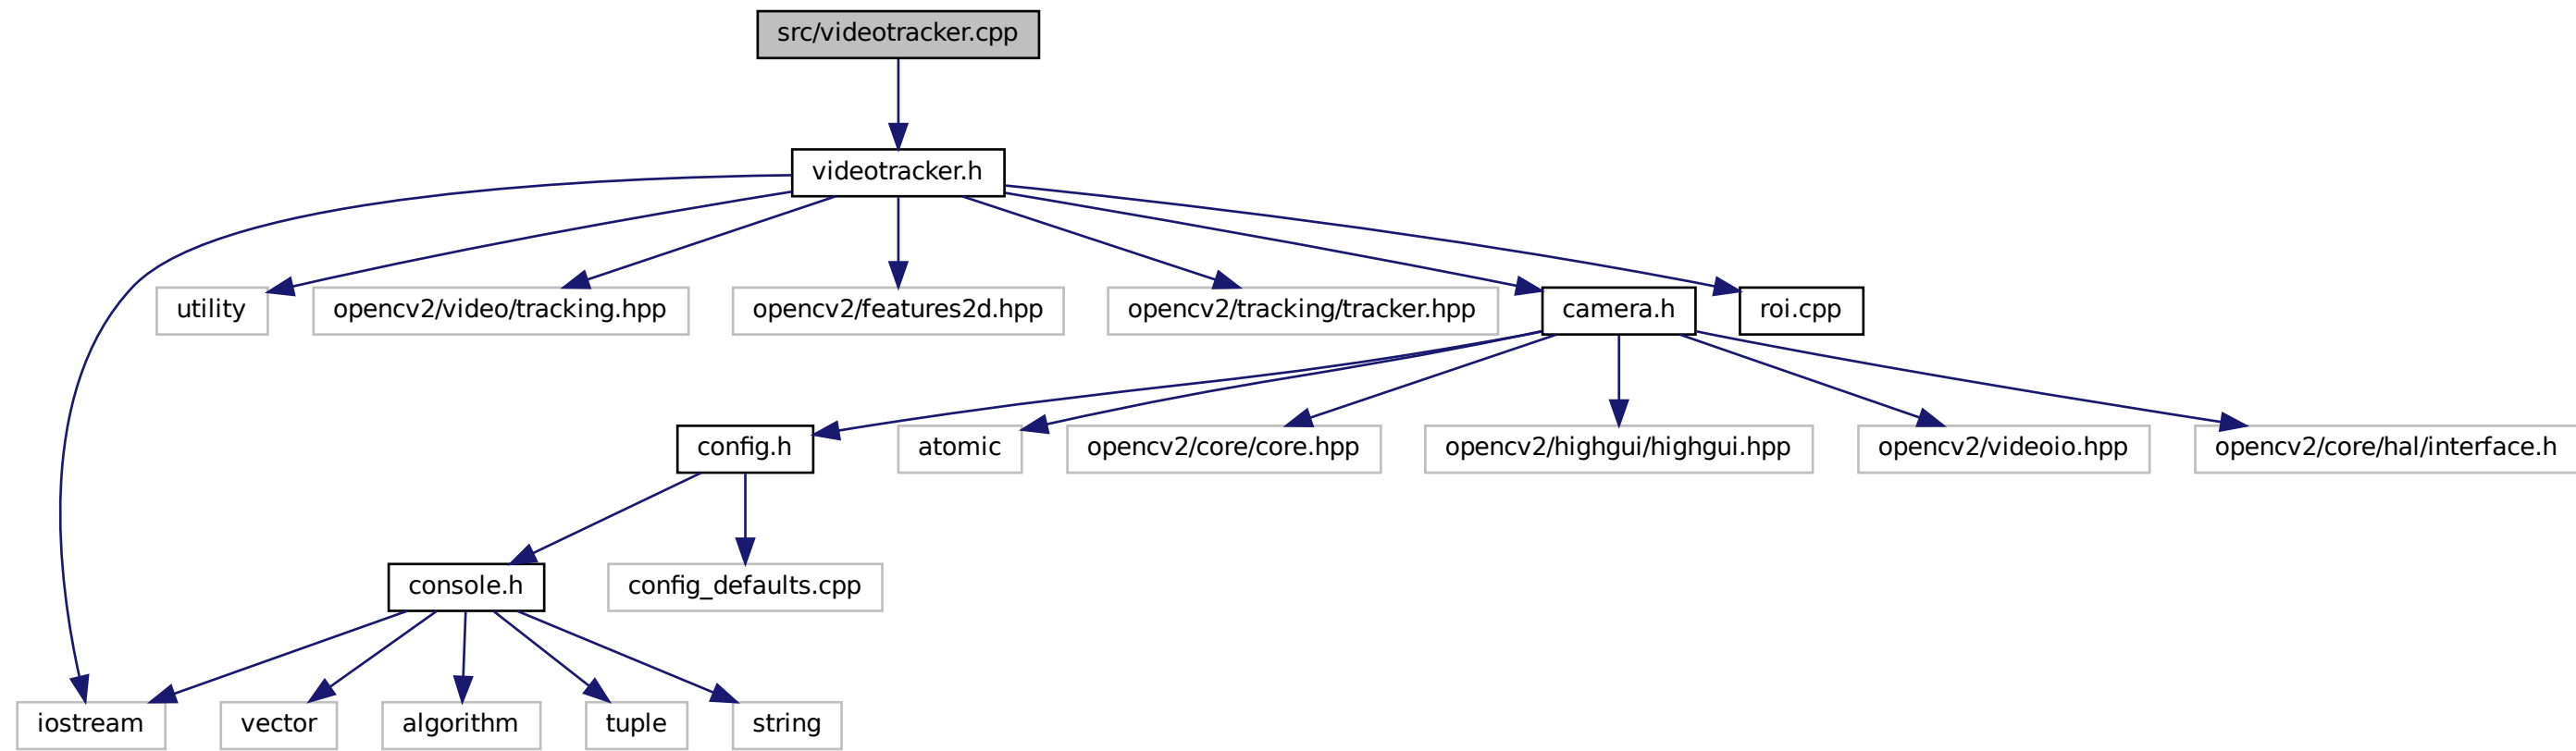 src/videotracker.cpp
videotracker.h
utility
opencv2/video/tracking.hpp
opencv2/features2d.hpp
opencv2/tracking/tracker.hpp
camera.h
roi.cpp
config.h
atomic
opencv2/core/core.hpp
opencv2/highgui/highgui.hpp
opencv2/videoio.hpp
opencv2/core/hal/interface.h
console.h
config_defaults.cpp
iostream
vector
algorithm
tuple
string